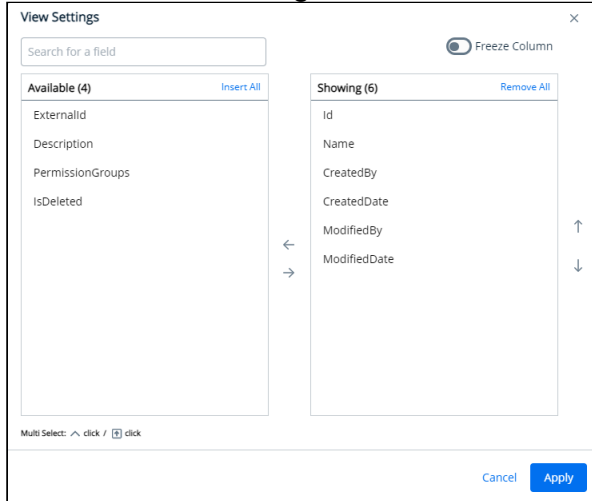 View Settings
Search for a field
Freeze Column
Available (4)
Insert All
ExternalId
Description
PermissionGroups
IsDeleted
Showing (6)
Remove All
Id
Name
CreatedBy
CreatedDate
ModifiedBy
ModifiedDate
Multi Select: click / click
Cancel
Apply